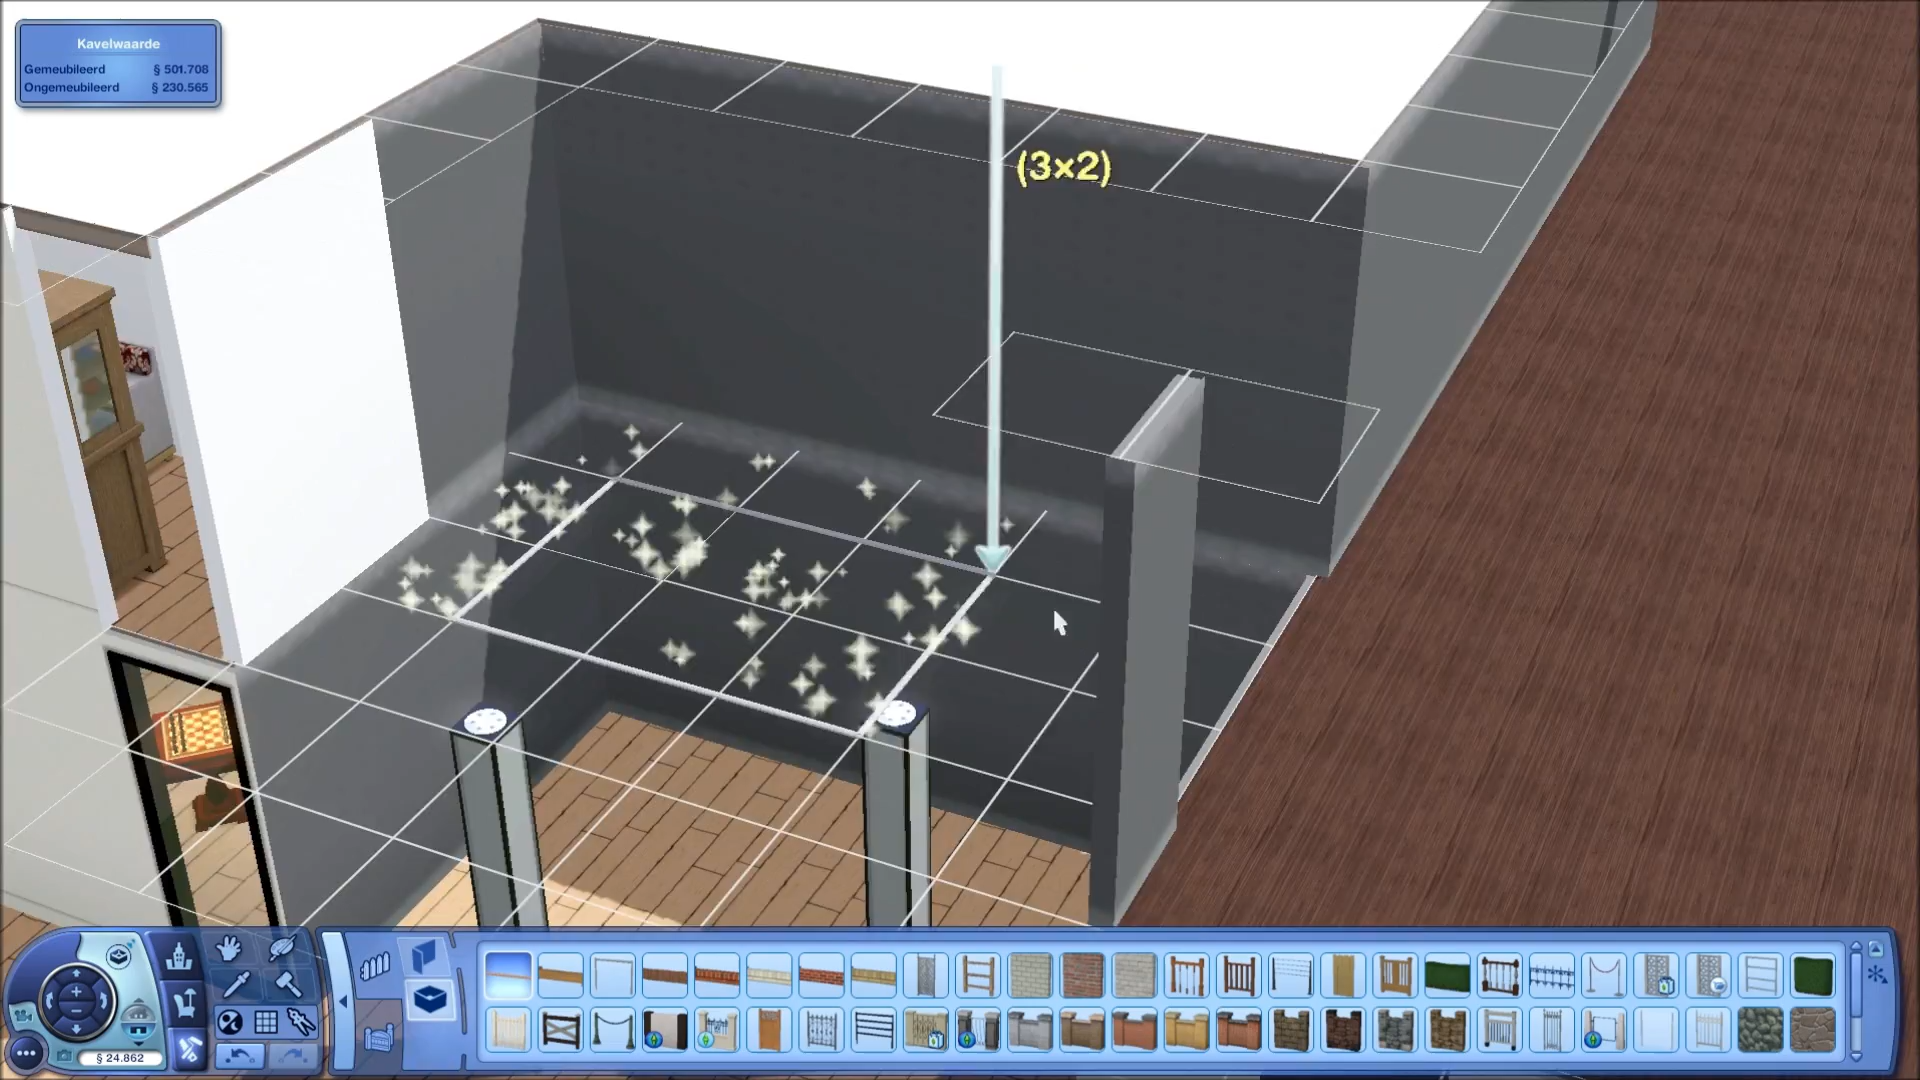 Kavelwaarde
Gemeubileerd § 501.708
Ongemeubileerd § 230.565
(3×2)
§ 24.862